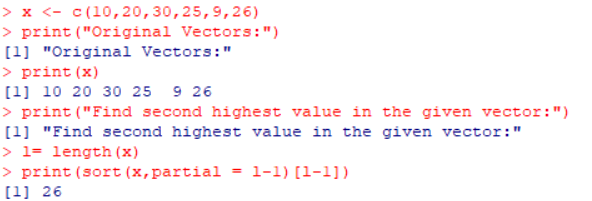 > x <- c(10,20,30,25,9,26)
> print("Original Vectors:")
[1] "Original Vectors:"
> print(x)
[1] 10 20 30 25  9 26
> print("Find second highest value in the given vector:")
[1] "Find second highest value in the given vector:"
> l= length(x)
> print(sort(x,partial = l-1)[l-1])
[1] 26